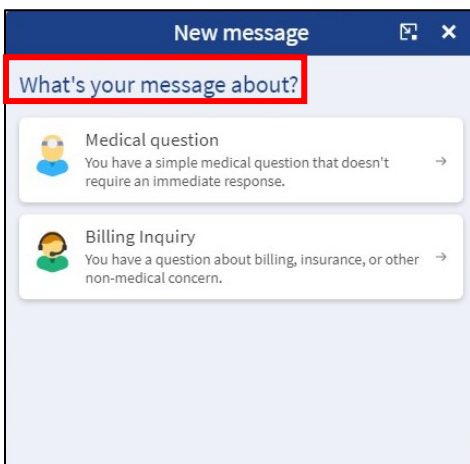 New message
What's your message about?
Medical question
You have a simple medical question that doesn't
require an immediate response.
Billing Inquiry
You have a question about billing, insurance, or other
non-medical concern.